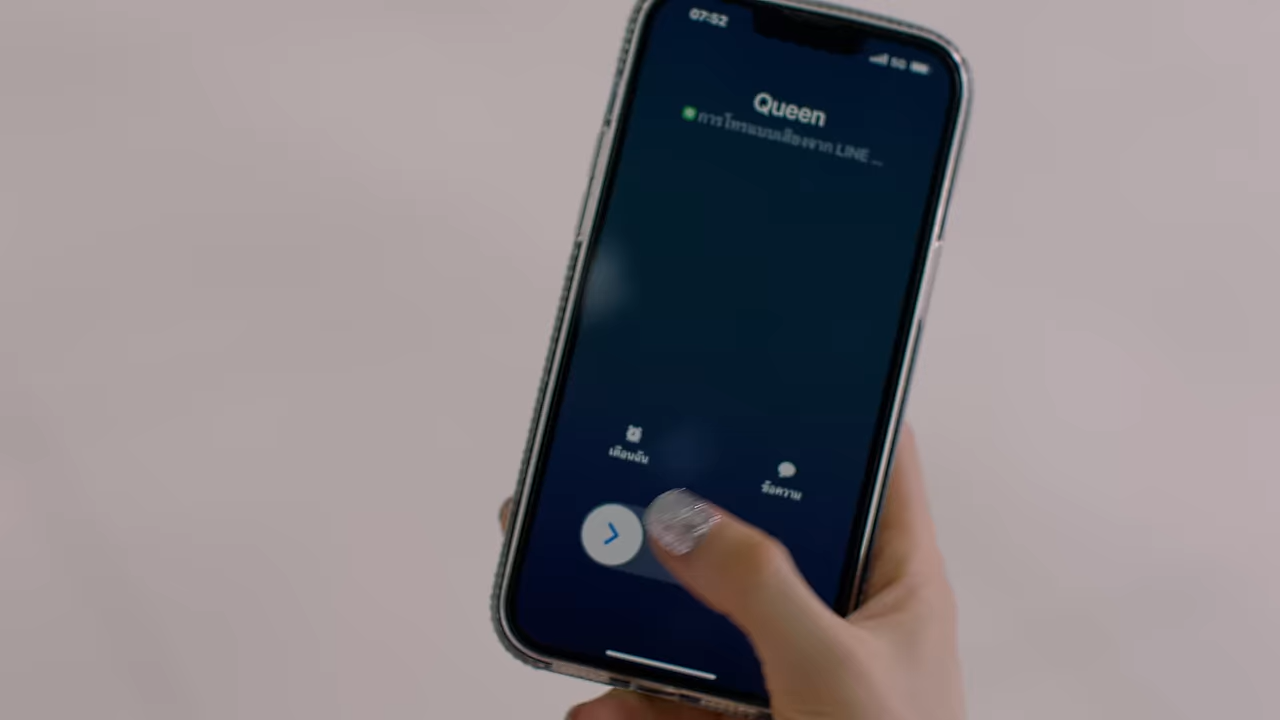 07:52
5G
Queen
การโทรแบบเสียงจาก LINE ...
เตือนฉัน
ข้อความ